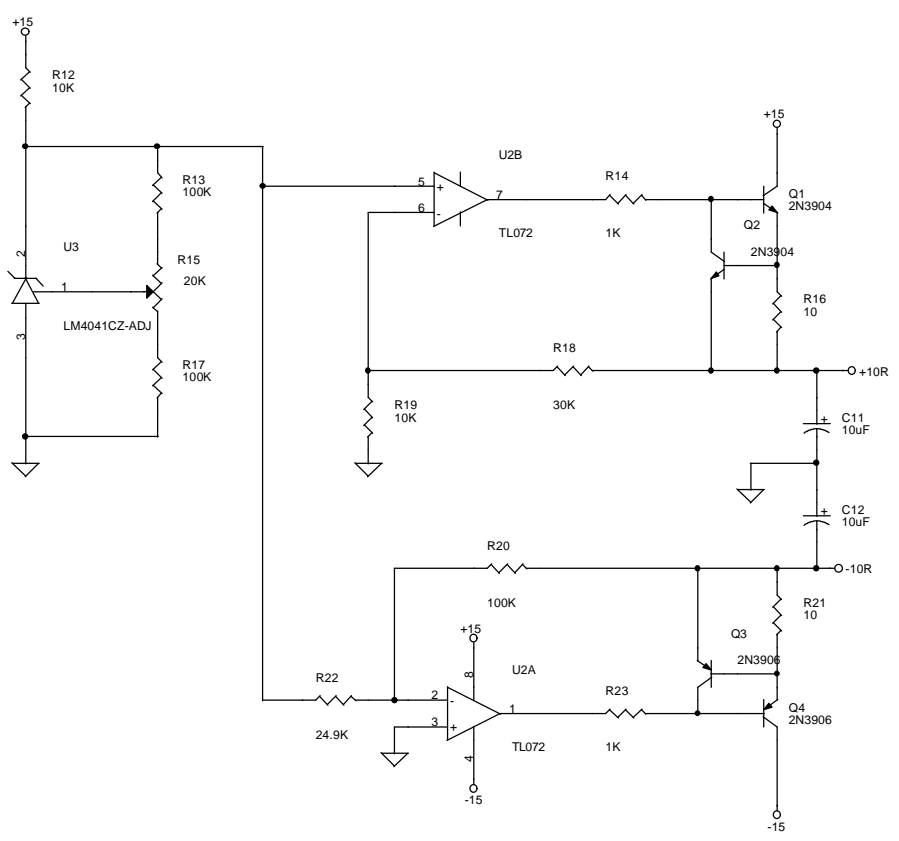 +15
R12
10K
+15
U2B
R14
R13
100K
5
+
7
Q1
2N3904
6
-
Q2
U3
TL072
1K
2
R15
2N3904
20K
1
R16
10
LM4041CZ-ADJ
3
R18
R17
100K
+10R
R19
10K
30K
+
C11
10uF
+
C12
10uF
R20
-10R
100K
R21
10
+15
Q3
8
U2A
2N3906
R22
R23
2
-
1
Q4
2N3906
3
+
24.9K
TL072
1K
4
-15
-15